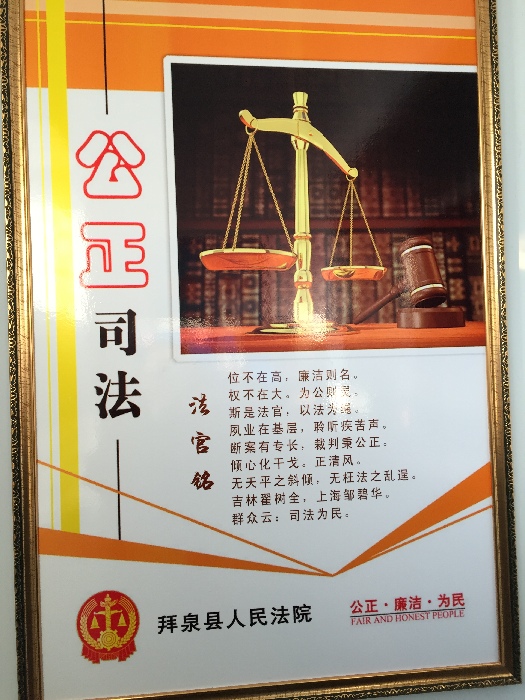 公正
司法
法官铭
位不在高，廉洁则名。
权不在大。为公则灵。
斯是法官，以法为绳。
夙业在基层，聆听疾苦声。
断案有专长，裁判秉公正。
倾心化干戈。正清风。
无天平之斜倾，无枉法之乱逞。
吉林翟树全，上海邹碧华。
群众云：司法为民。
拜泉县人民法院
公正·廉洁·为民
FAIR AND HONEST PEOPLE